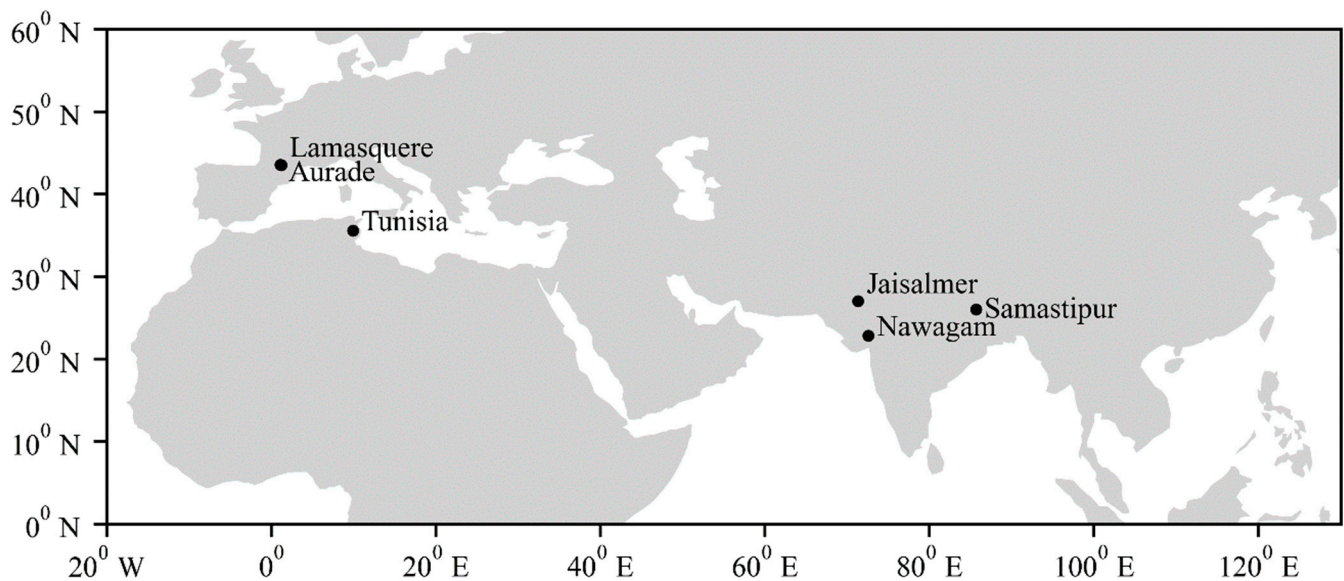 60⁰ N
50⁰ N
Lamasquere
Aurade
40⁰ N
Tunisia
30⁰ N
Jaisalmer
Samastipur
Nawagam
20⁰ N
10⁰ N
0⁰ N
20⁰ W
0⁰
20⁰ E
40⁰ E
60⁰ E
80⁰ E
100⁰ E
120⁰ E